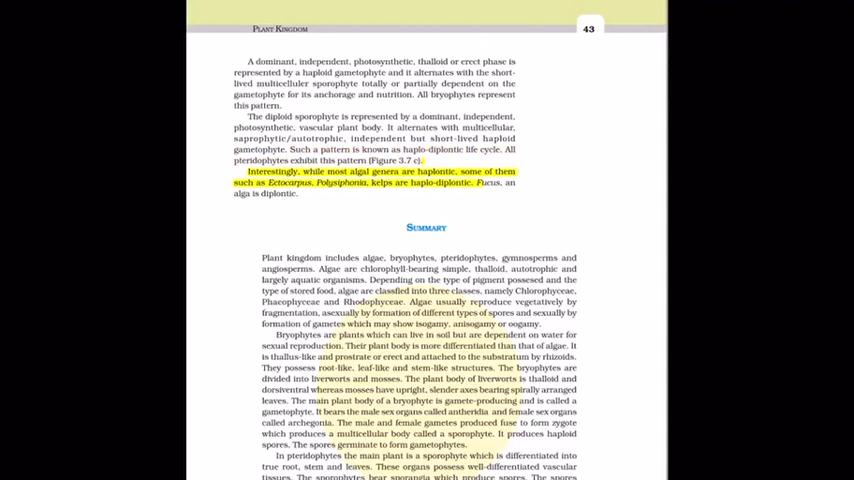 PLANT KINGDOM
43
A dominant, independent, photosynthetic, thalloid or erect phase is
represented by a haploid gametophyte and it alternates with the short-
lived multicelluler sporophyte totally or partially dependent on the
gametophyte for its anchorage and nutrition. All bryophytes represent
this pattern.
The diploid sporophyte is represented by a dominant, independent,
photosynthetic, vascular plant body. It alternates with multicellular,
saprophytic/autotrophic, independent but short-lived haploid
gametophyte. Such a pattern is known as haplo-diplontic life cycle. All
pteridophytes exhibit this pattern (Figure 3.7 c).
Interestingly, while most algal genera are haplontic, some of them
such as Ectocarpus, Polysiphonia, kelps are haplo-diplontic. Fucus, an
alga is diplontic.
SUMMARY
Plant kingdom includes algae, bryophytes, pteridophytes, gymnosperms and
angiosperms. Algae are chlorophyll-bearing simple, thalloid, autotrophic and
largely aquatic organisms. Depending on the type of pigment possesed and the
type of stored food, algae are classfied into three classes, namely Chlorophyceae,
Phaeophyceae and Rhodophyceae. Algae usually reproduce vegetatively by
fragmentation, asexually by formation of different types of spores and sexually by
formation of gametes which may show isogamy, anisogamy or oogamy.
Bryophytes are plants which can live in soil but are dependent on water for
sexual reproduction. Their plant body is more differentiated than that of algae. It
is thallus-like and prostrate or erect and attached to the substratum by rhizoids.
They possess root-like, leaf-like and stem-like structures. The bryophytes are
divided into liverworts and mosses. The plant body of liverworts is thalloid and
dorsiventral whereas mosses have upright, slender axes bearing spirally arranged
leaves. The main plant body of a bryophyte is gamete-producing and is called a
gametophyte. It bears the male sex organs called antheridia and female sex organs
called archegonia. The male and female gametes produced fuse to form zygote
which produces a multicellular body called a sporophyte. It produces haploid
spores. The spores germinate to form gametophytes.
In pteridophytes the main plant is a sporophyte which is differentiated into
true root, stem and leaves. These organs possess well-differentiated vascular
tissues. The sporophytes bear sporangia which produce spores. The spores